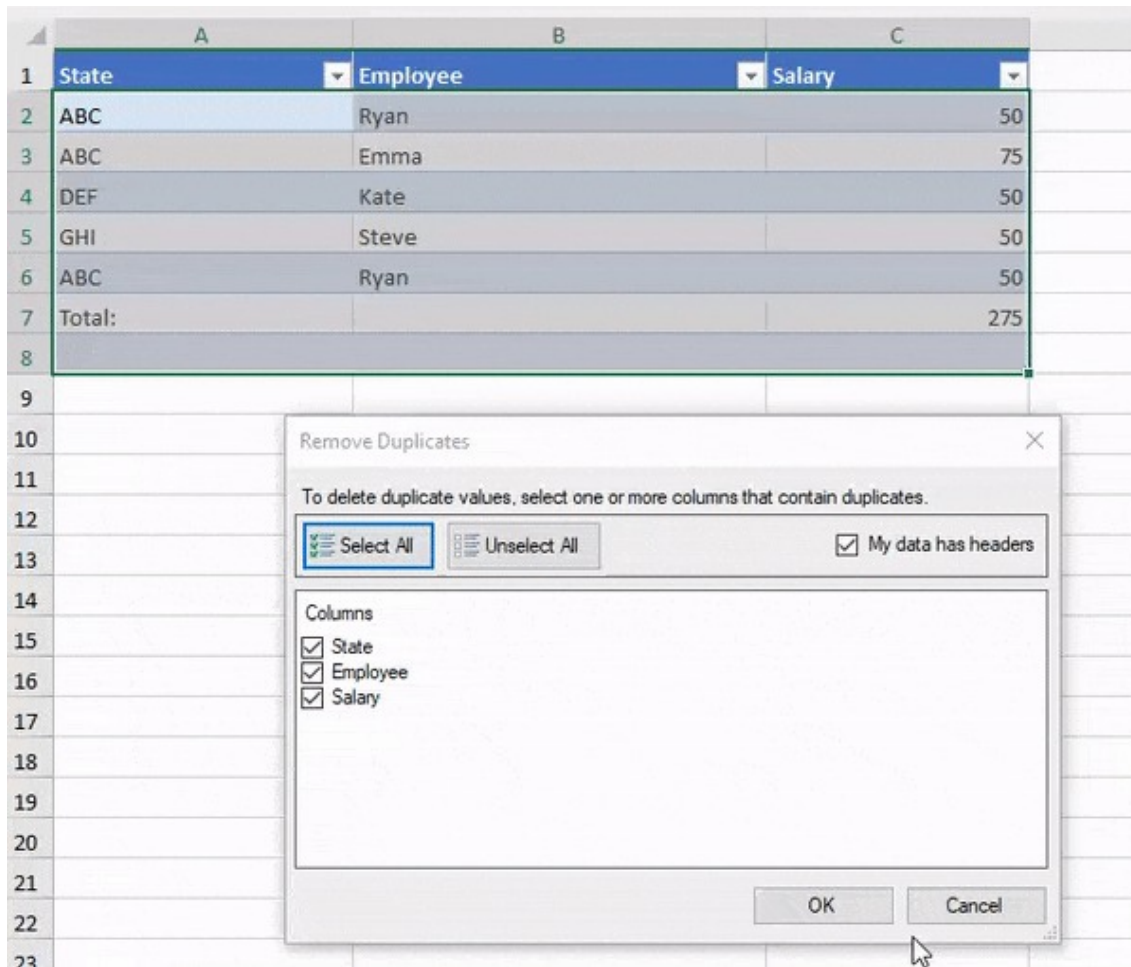 A B C
1 State Employee Salary
2 ABC Ryan 50
3 ABC Emma 75
4 DEF Kate 50
5 GHI Steve 50
6 ABC Ryan 50
7 Total: 275
8
9
10
11
12
13
14
15
16
17
18
19
20
21
22
23
Remove Duplicates
To delete duplicate values, select one or more columns that contain duplicates.
Select All Unselect All My data has headers
Columns
State
Employee
Salary
OK Cancel